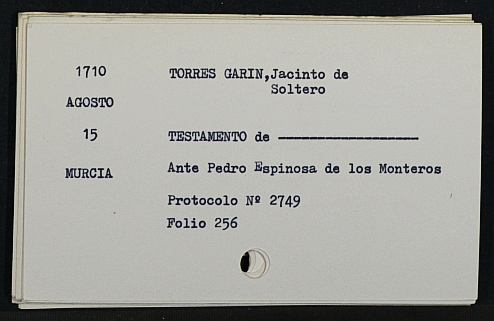 1710 TORRES GARIN,Jacinto de
Soltero
AGOSTO
15 TESTAMENTO de ------------------
MURCIA Ante Pedro Espinosa de los Monteros
Protocolo Nº 2749
Folio 256